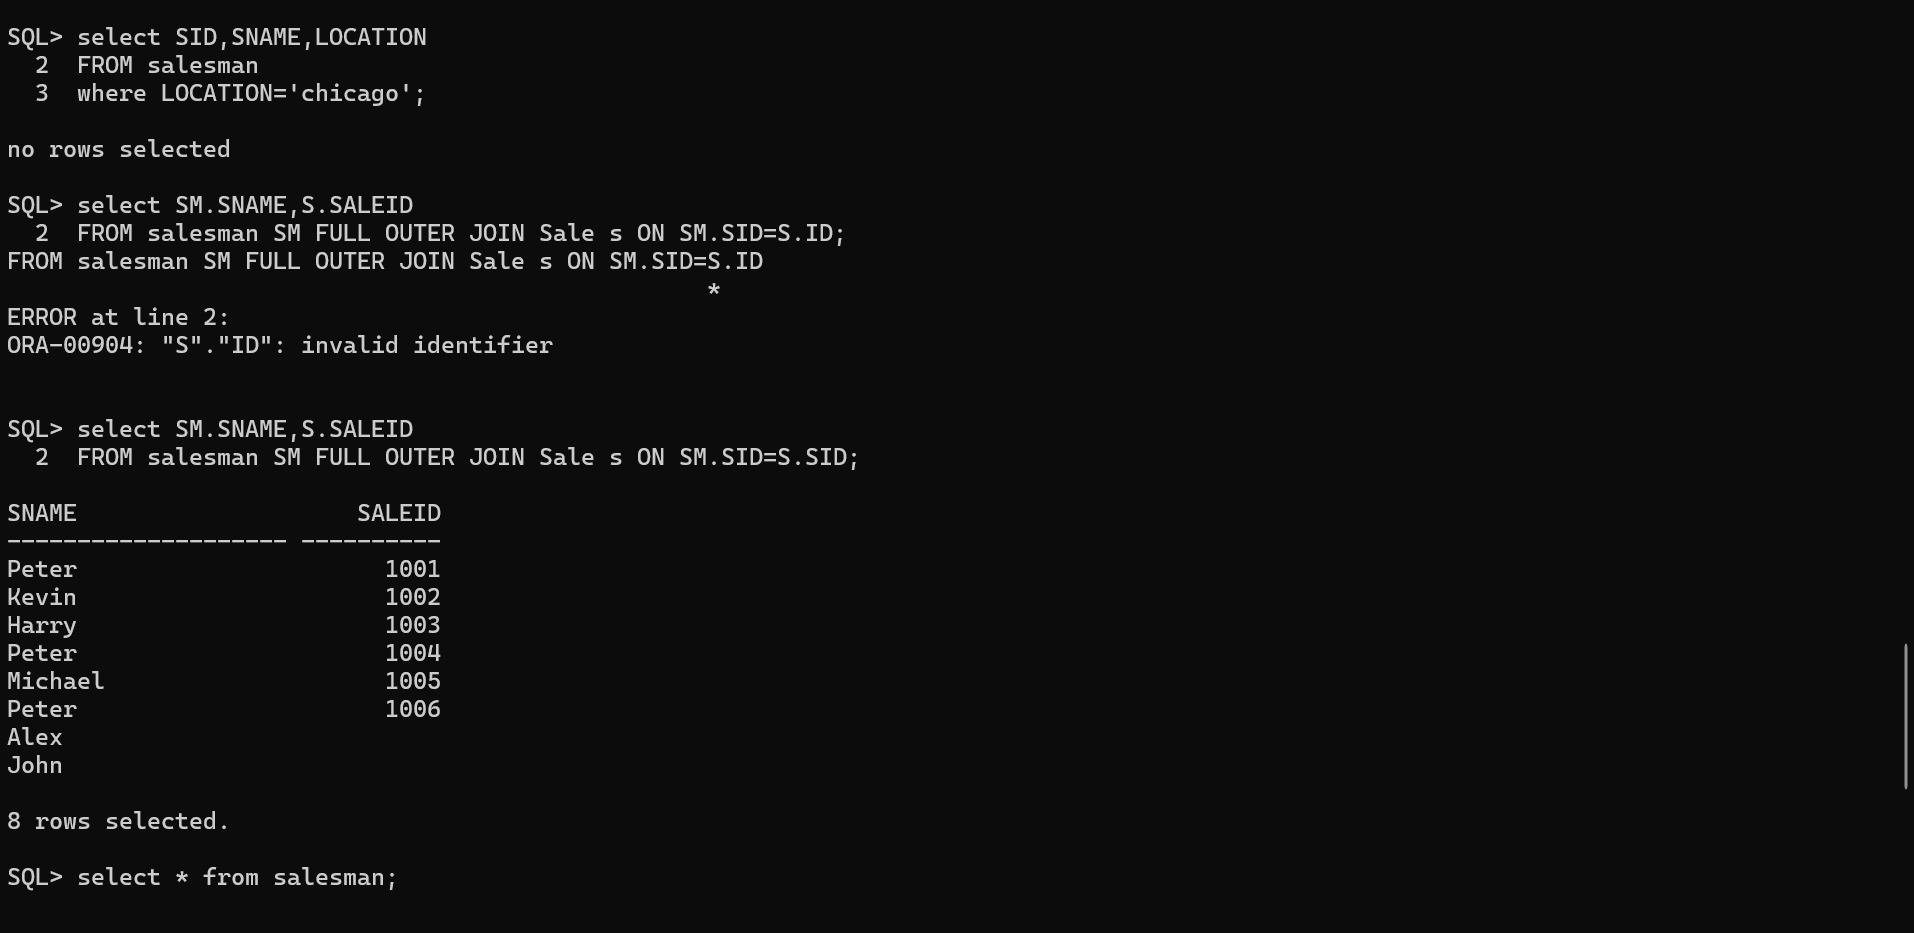 SQL> select SID,SNAME,LOCATION
  2  FROM salesman
  3  where LOCATION='chicago';
no rows selected
SQL> select SM.SNAME,S.SALEID
  2  FROM salesman SM FULL OUTER JOIN Sale s ON SM.SID=S.ID;
FROM salesman SM FULL OUTER JOIN Sale s ON SM.SID=S.ID
                                                  *
ERROR at line 2:
ORA-00904: "S"."ID": invalid identifier
SQL> select SM.SNAME,S.SALEID
  2  FROM salesman SM FULL OUTER JOIN Sale s ON SM.SID=S.SID;
SNAME                    SALEID
-------------------- ----------
Peter                      1001
Kevin                      1002
Harry                      1003
Peter                      1004
Michael                    1005
Peter                      1006
Alex
John
8 rows selected.
SQL> select * from salesman;